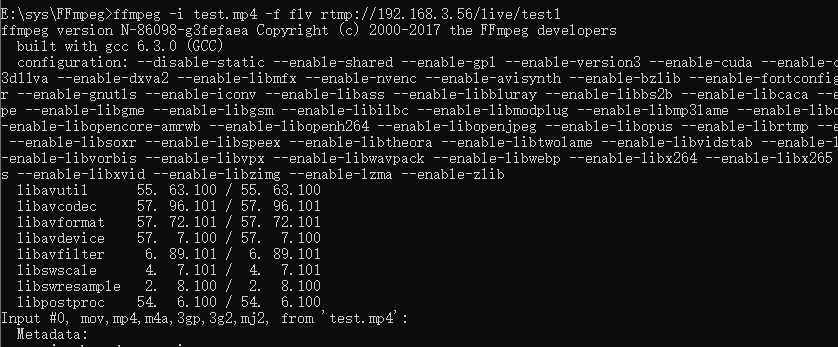 E:\sys\FFmpeg>ffmpeg -i test.mp4 -f flv rtmp://192.168.3.56/live/test1
ffmpeg version N-86098-g3fefaea Copyright (c) 2000-2017 the FFmpeg developers
  built with gcc 6.3.0 (GCC)
  configuration: --disable-static --enable-shared --enable-gpl --enable-version3 --enable-cuda --enable-c
3dllva --enable-dxva2 --enable-libmfx --enable-nvenc --enable-avisynth --enable-bzlib --enable-fontconfig
r --enable-gnutls --enable-iconv --enable-libass --enable-libbluray --enable-libbs2b --enable-libcaca --e
pe --enable-libgme --enable-libgsm --enable-libilbc --enable-libmodplug --enable-libmp3lame --enable-libo
-enable-libopencore-amrwb --enable-libopenh264 --enable-libopenjpeg --enable-libopus --enable-librtmp --e
 --enable-libsoxr --enable-libspeex --enable-libtheora --enable-libtwolame --enable-libvidstab --enable-l
-enable-libvorbis --enable-libvpx --enable-libwavpack --enable-libwebp --enable-libx264 --enable-libx265
s --enable-libxvid --enable-libzimg --enable-lzma --enable-zlib
  libavutil      55. 63.100 / 55. 63.100
  libavcodec     57. 96.101 / 57. 96.101
  libavformat    57. 72.101 / 57. 72.101
  libavdevice    57.  7.100 / 57.  7.100
  libavfilter     6. 89.101 /  6. 89.101
  libswscale      4.  7.101 /  4.  7.101
  libswresample   2.  8.100 /  2.  8.100
  libpostproc    54.  6.100 / 54.  6.100
Input #0, mov,mp4,m4a,3gp,3g2,mj2, from 'test.mp4':
  Metadata: